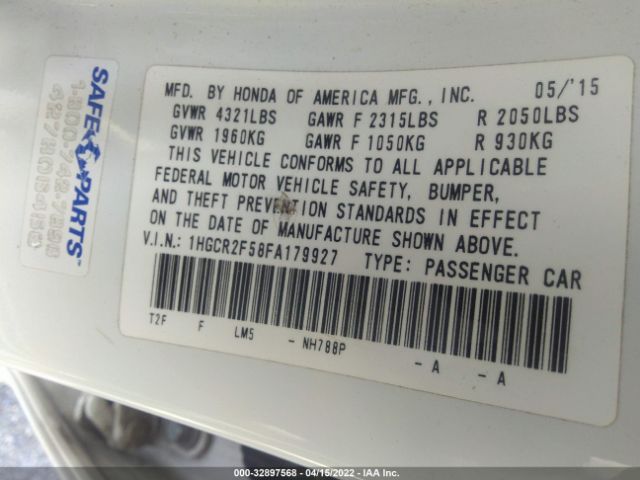 MFD. BY HONDA OF AMERICA MFG., INC. 05/'15
GVWR 4321LBS GAWR F 2315LBS R 2050LBS
GVWR 1960KG GAWR F 1050KG R 930KG
THIS VEHICLE CONFORMS TO ALL APPLICABLE
FEDERAL MOTOR VEHICLE SAFETY, BUMPER,
AND THEFT PREVENTION STANDARDS IN EFFECT
ON THE DATE OF MANUFACTURE SHOWN ABOVE.
V.I.N.: 1HGCR2F58FA179927 TYPE: PASSENGER CAR
T2F F LM5 - NH788P - A - A
SAFE PARTS
000-32897568 - 04/15/2022 - IAA Inc.